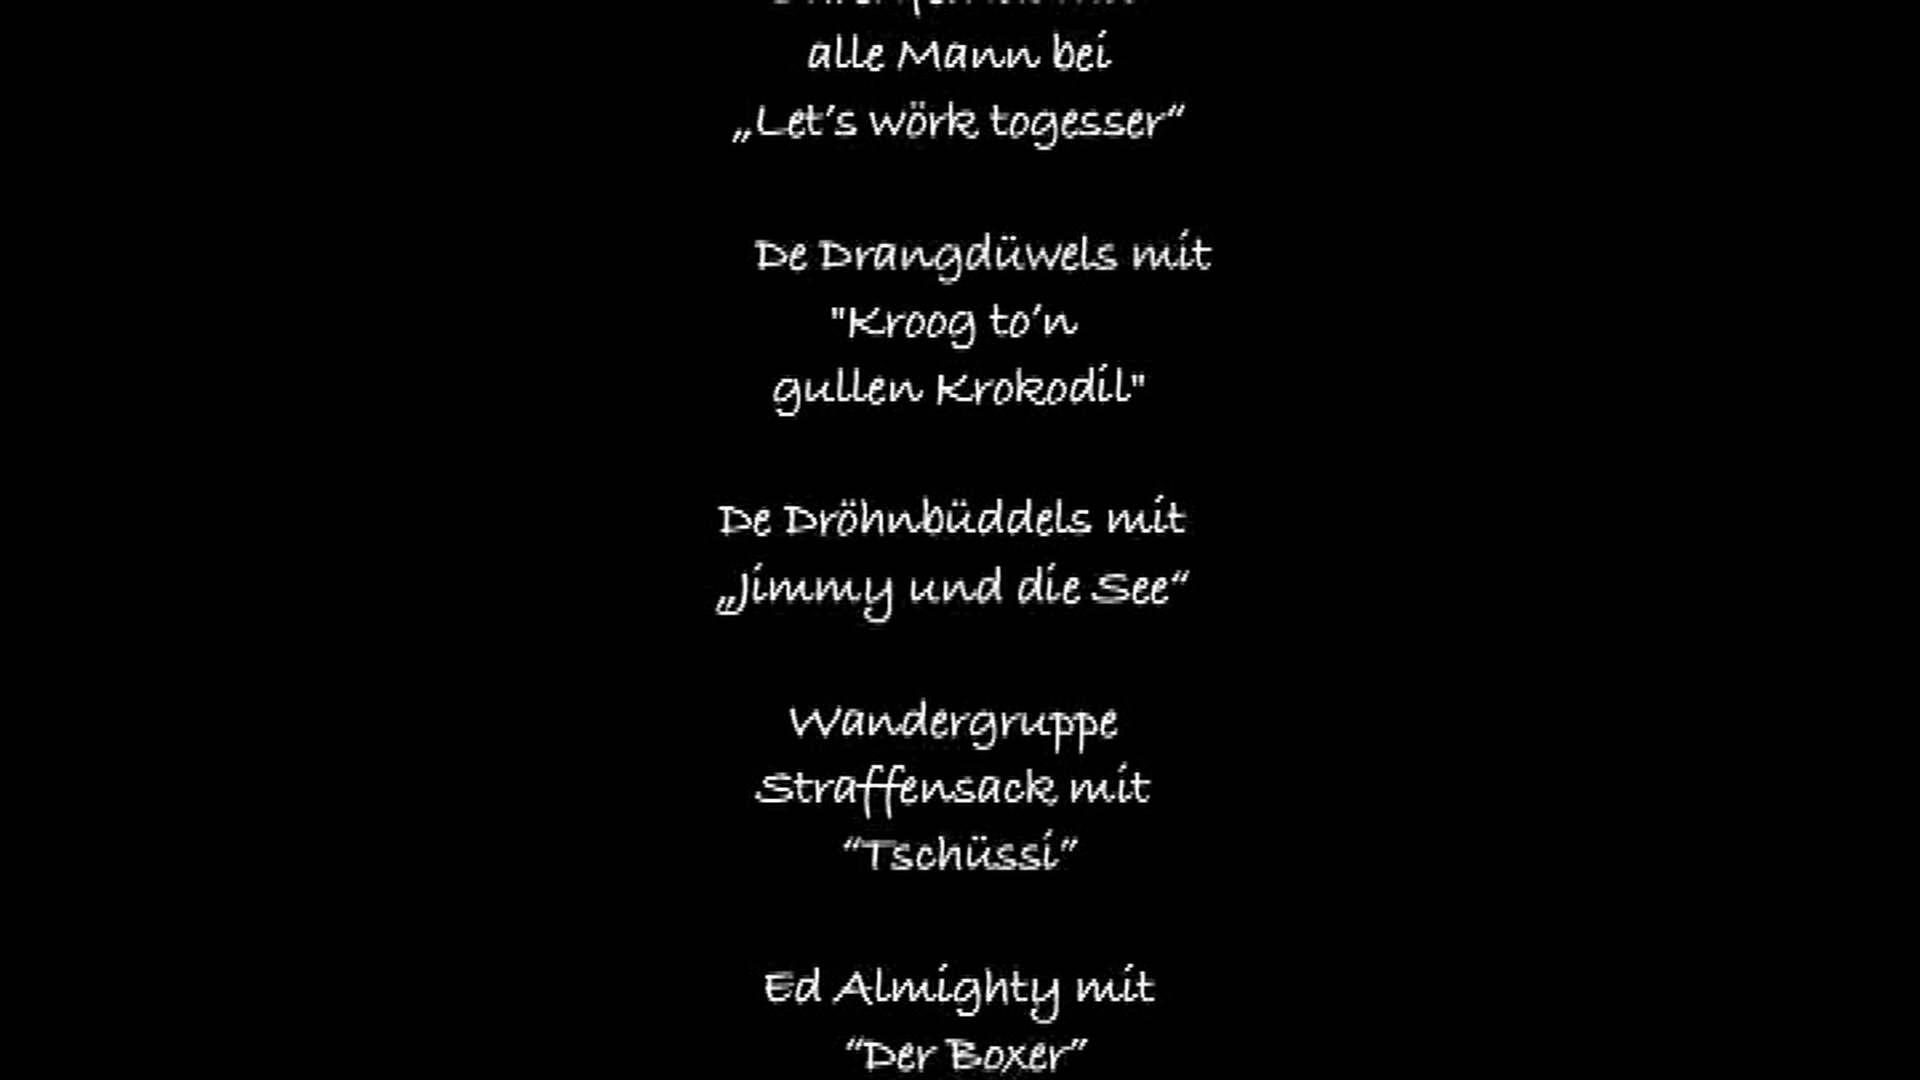 alle Mann bei
„Let’s wörk togesser“
De Drangdüwels mit
"Kroog to’n
gullen Krokodil"
De Dröhnbüddels mit
„Jimmy und die See“
Wandergruppe
Straffensack mit
“Tschüssi”
Ed Almighty mit
“Der Boxer”